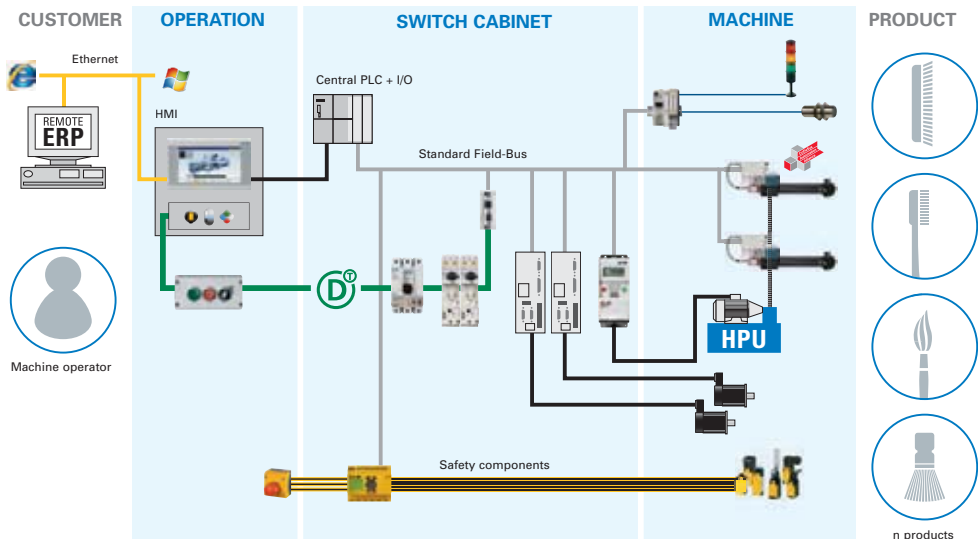 CUSTOMER
OPERATION
SWITCH CABINET
MACHINE
PRODUCT
Ethernet
Central PLC + I/O
HMI
REMOTE
ERP
Standard Field-Bus
D
T
HPU
Machine operator
Safety components
n products